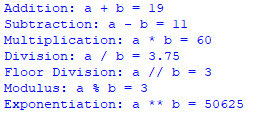 Addition: a + b = 19
Subtraction: a - b = 11
Multiplication: a * b = 60
Division: a / b = 3.75
Floor Division: a // b = 3
Modulus: a % b = 3
Exponentiation: a ** b = 50625